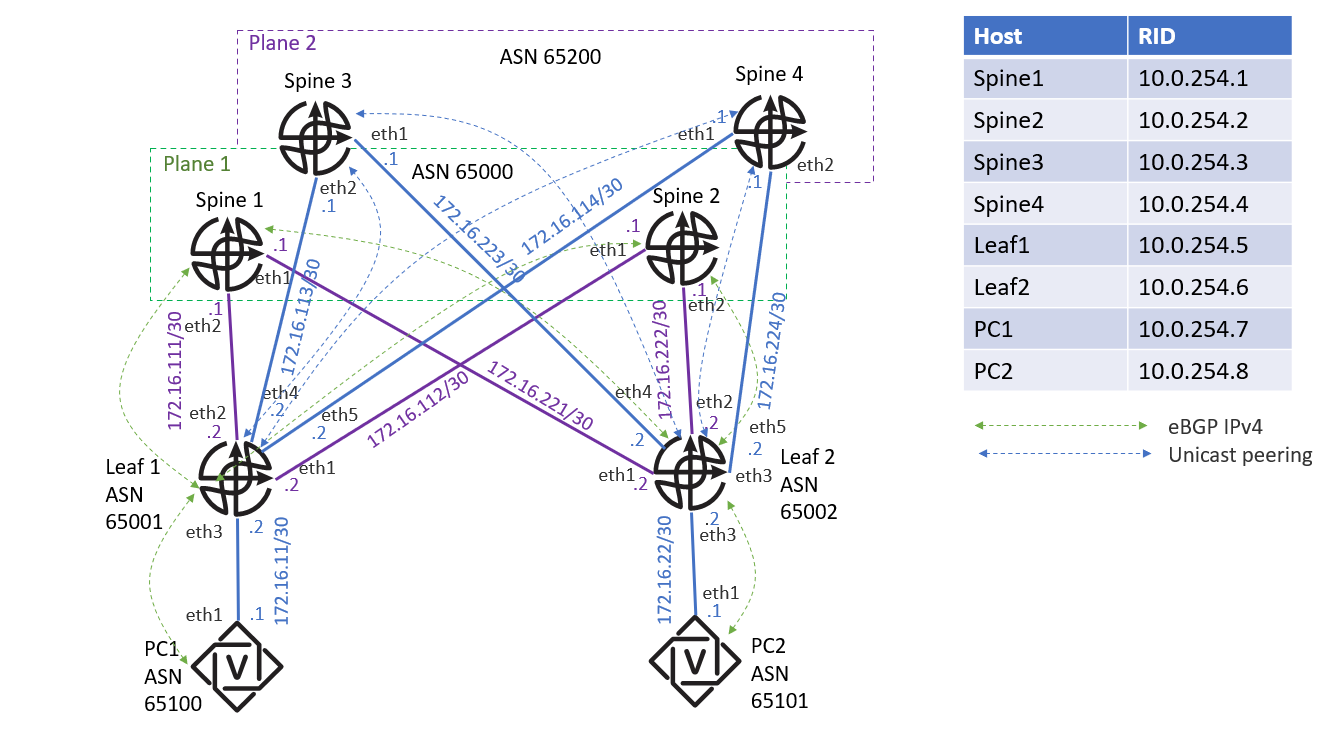 Plane 2
ASN 65200
Spine 3
Spine 4
.1
eth1
eth1
.1
eth2
Plane 1
ASN 65000
.1
eth2
.1
Spine 1
Spine 2
172.16.223/30
172.16.114/30
.1
.1
eth1
eth1
172.16.113/30
.1
eth2
.1
eth2
172.16.111/30
172.16.222/30
172.16.224/30
172.16.112/30
172.16.221/30
eth4
.2
eth2
.2
eth5
.2
eth4
eth2
.2
.2
eth5
.2
Leaf 1
ASN
65001
eth1
.2
eth1
.2
eth3
Leaf 2
ASN
65002
eth3
.2
172.16.11/30
.2
eth3
172.16.22/30
eth1
.1
eth1
.1
PC1
ASN
65100
V
PC2
ASN
65101
V
Host RID
Spine1 10.0.254.1
Spine2 10.0.254.2
Spine3 10.0.254.3
Spine4 10.0.254.4
Leaf1 10.0.254.5
Leaf2 10.0.254.6
PC1 10.0.254.7
PC2 10.0.254.8
eBGP IPv4
Unicast peering